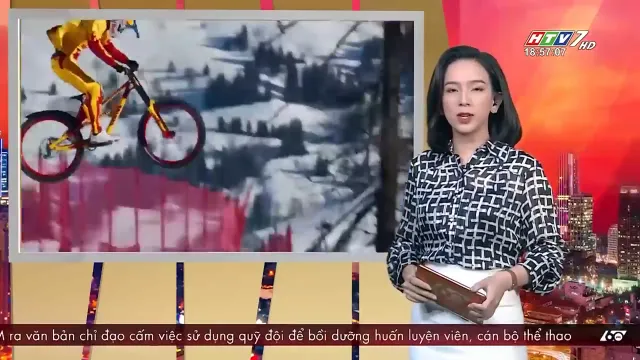 HTV7 HD
18:57:07
M ra văn bản chỉ đạo cấm việc sử dụng quỹ đội để bồi dưỡng huấn luyện viên, cán bộ thể thao
60s